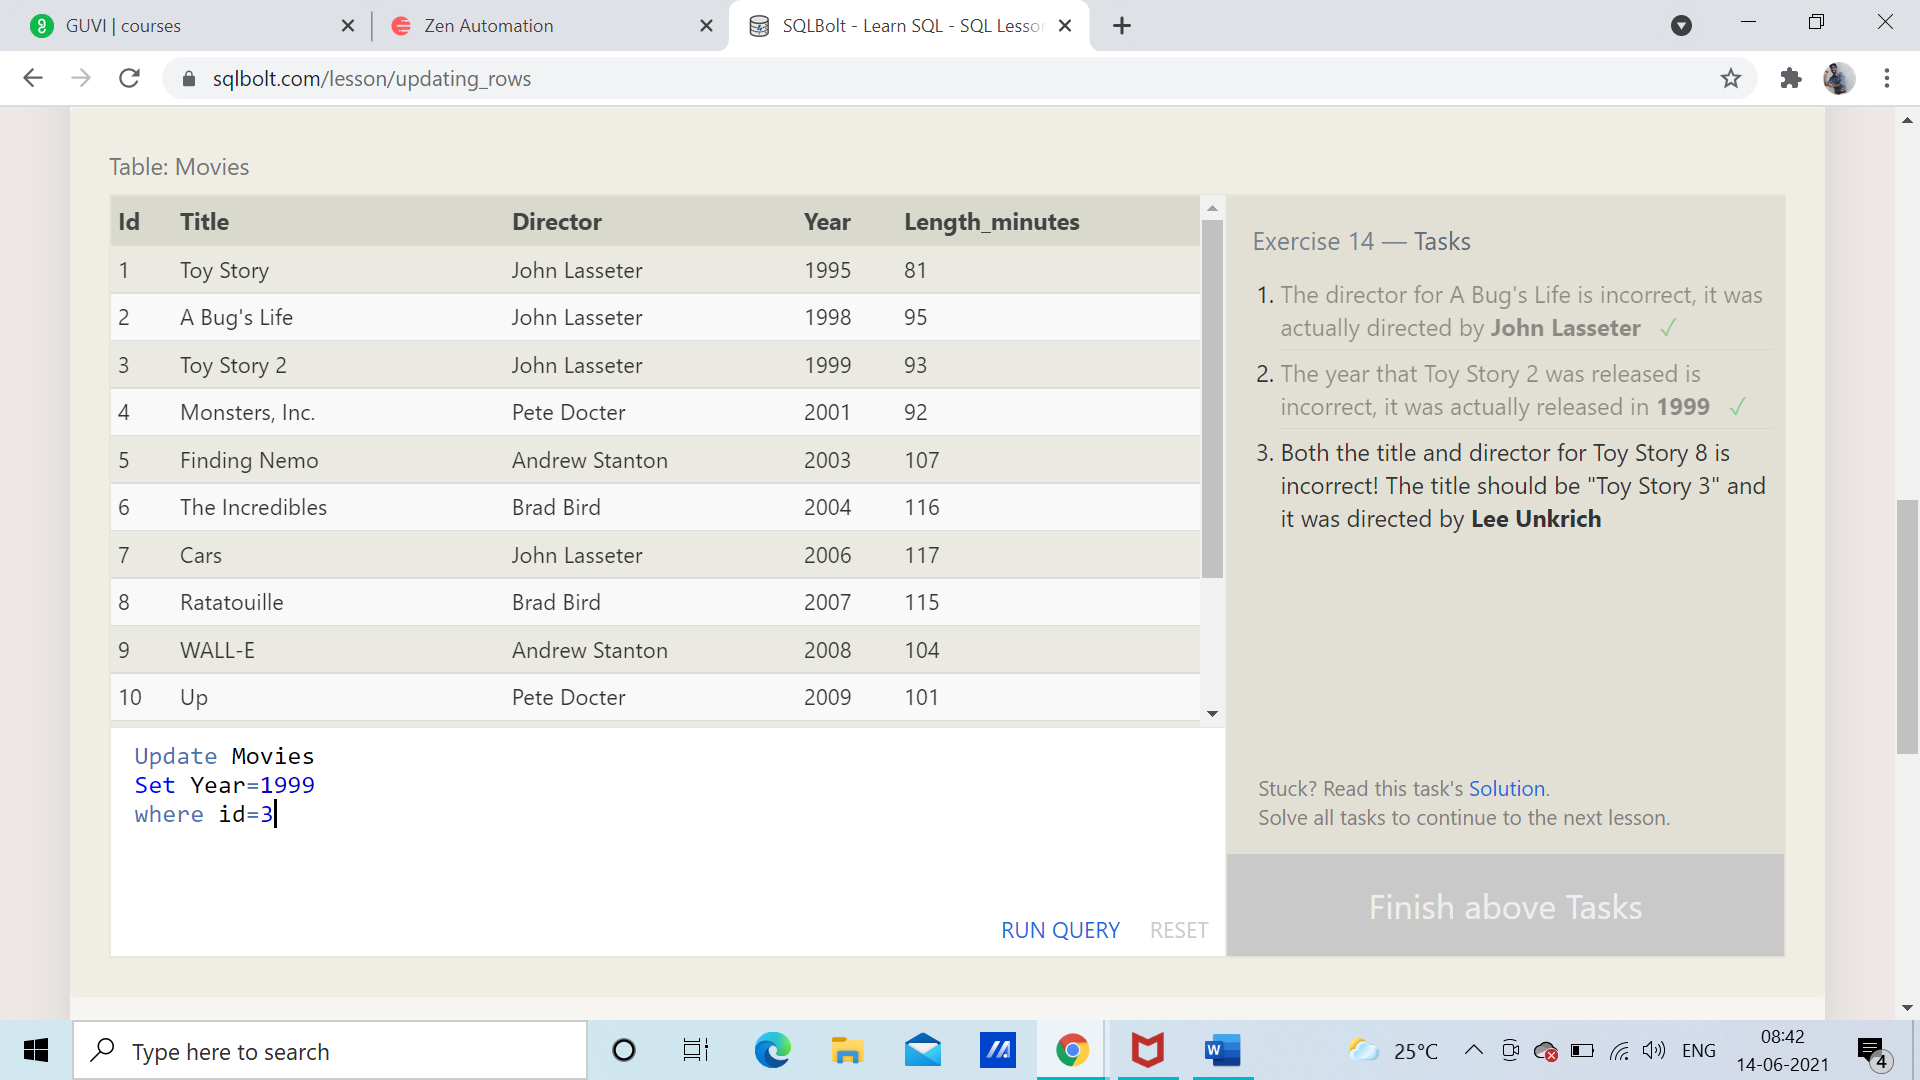 GUVI | courses
Zen Automation
SQLBolt - Learn SQL - SQL Lesson
sqlbolt.com/lesson/updating_rows
Table: Movies
Id Title Director Year Length_minutes
1 Toy Story John Lasseter 1995 81
2 A Bug's Life John Lasseter 1998 95
3 Toy Story 2 John Lasseter 1999 93
4 Monsters, Inc. Pete Docter 2001 92
5 Finding Nemo Andrew Stanton 2003 107
6 The Incredibles Brad Bird 2004 116
7 Cars John Lasseter 2006 117
8 Ratatouille Brad Bird 2007 115
9 WALL-E Andrew Stanton 2008 104
10 Up Pete Docter 2009 101
Update Movies
Set Year=1999
where id=3
RUN QUERY RESET
Exercise 14 — Tasks
1. The director for A Bug's Life is incorrect, it was
actually directed by John Lasseter ✓
2. The year that Toy Story 2 was released is
incorrect, it was actually released in 1999 ✓
3. Both the title and director for Toy Story 8 is
incorrect! The title should be "Toy Story 3" and
it was directed by Lee Unkrich
Stuck? Read this task's Solution.
Solve all tasks to continue to the next lesson.
Finish above Tasks
Type here to search
W
25°C
ENG
08:42
14-06-2021
4